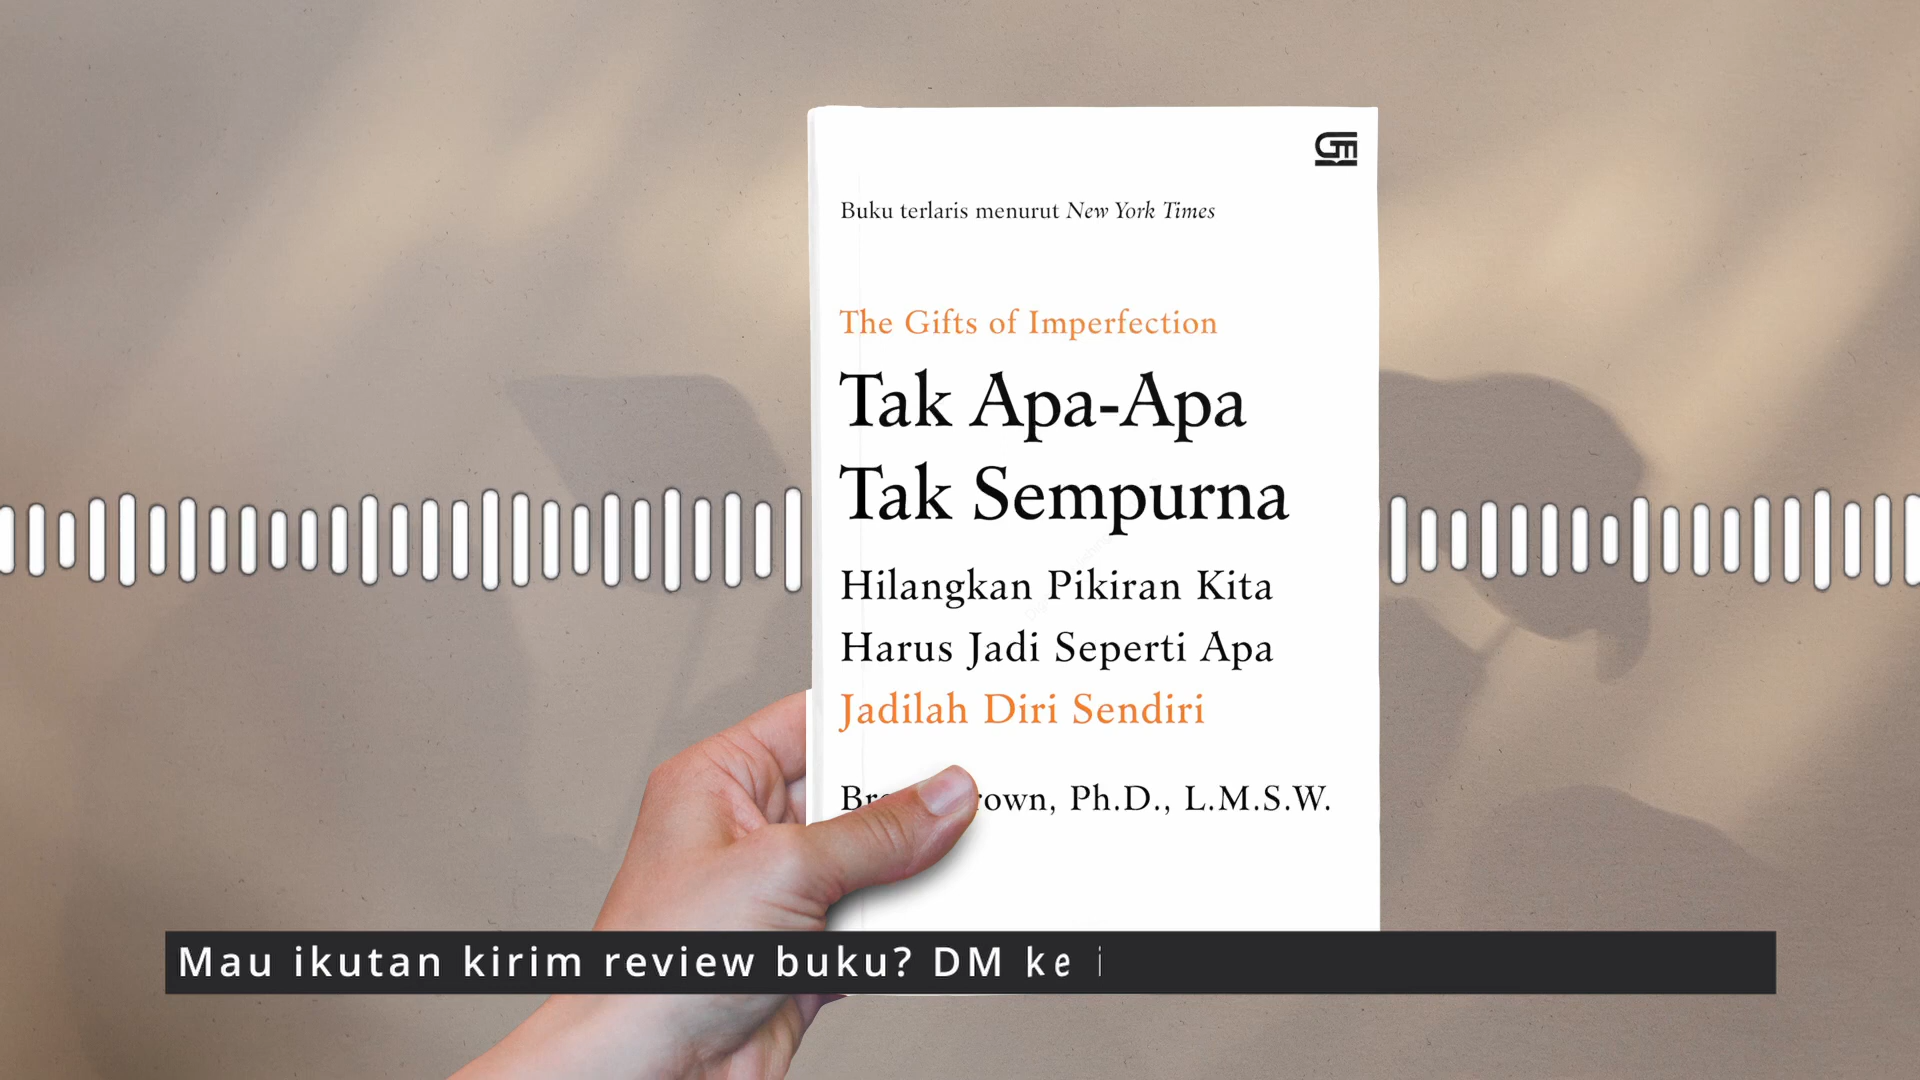 GM
Buku terlaris menurut New York Times
The Gifts of Imperfection
Tak Apa-Apa
Tak Sempurna
Hilangkan Pikiran Kita
Harus Jadi Seperti Apa
Jadilah Diri Sendiri
Ph.D., L.M.S.W.
Mau ikutan kirim review buku? DM ke i